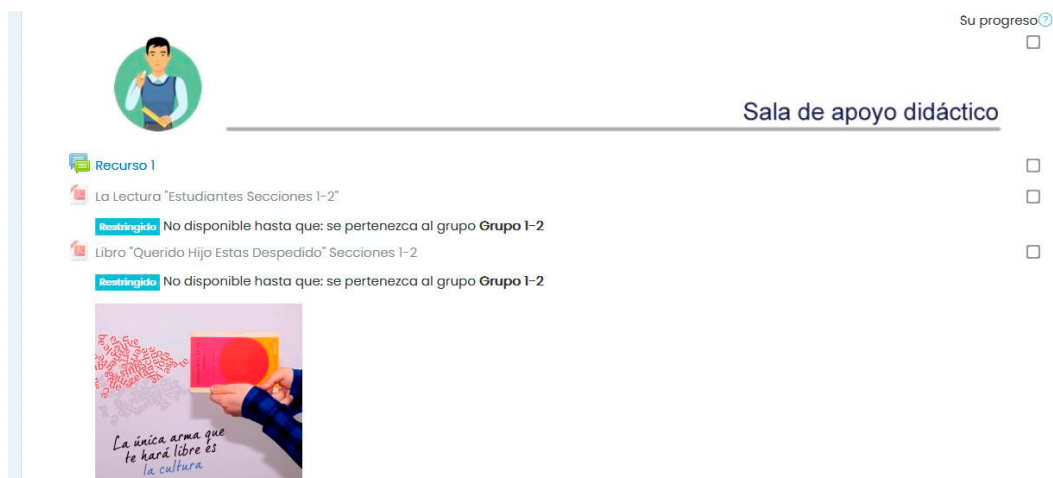 Su progreso
Sala de apoyo didáctico
Recurso 1
La Lectura "Estudiantes Secciones 1-2"
Restringido No disponible hasta que: se pertenezca al grupo Grupo 1-2
Libro "Querido Hijo Estas Despedido" Secciones 1-2
Restringido No disponible hasta que: se pertenezca al grupo Grupo 1-2
La única arma que
te hará libre es
la cultura